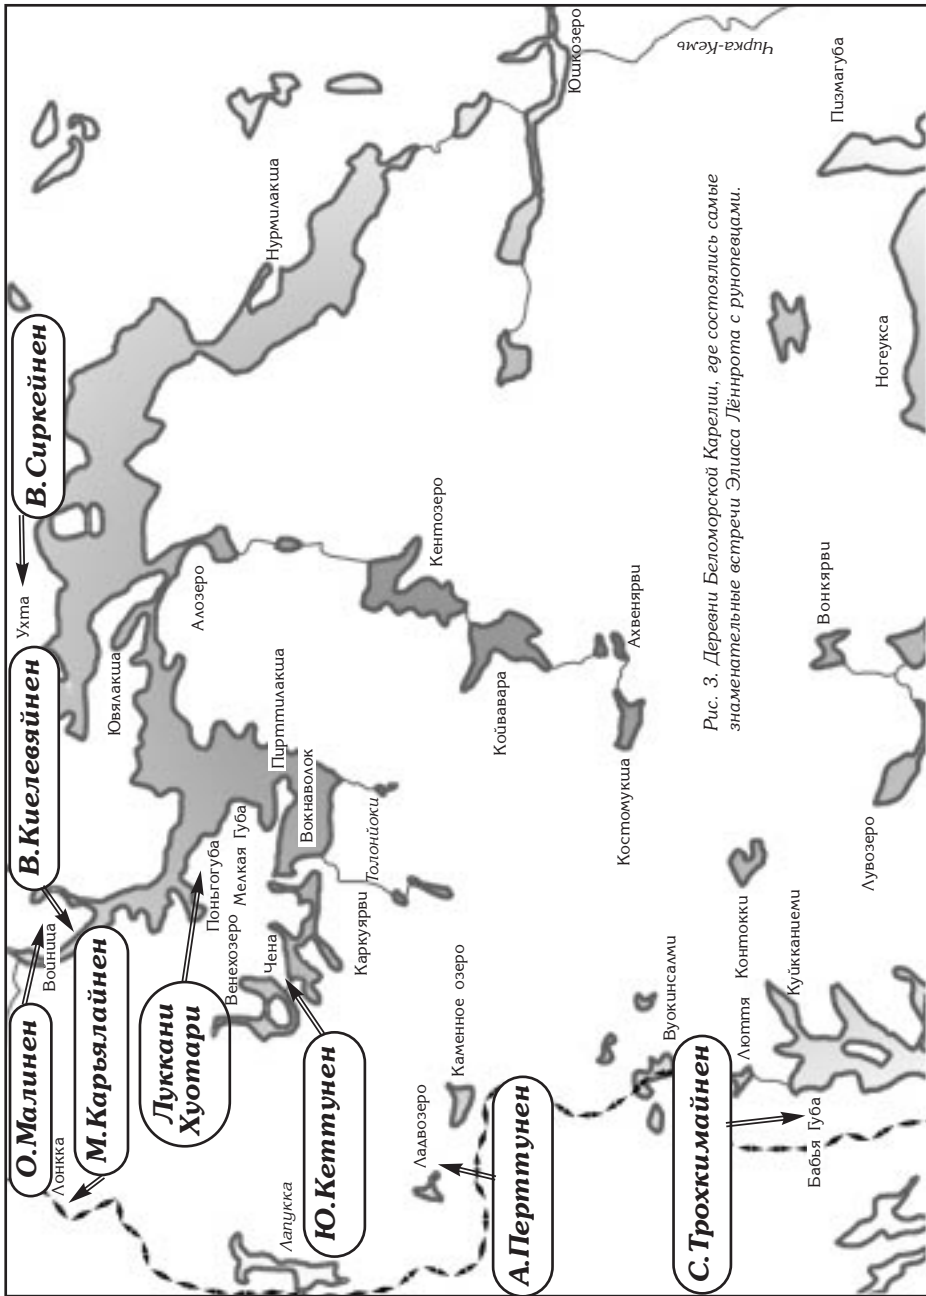 О.Малинен
В.Киелевяйнен
В.Сиркейнен
М.Карьялайнен
Луккани
Хуотари
Ю.Кеттунен
А.Перттунен
С.Трохкимайнен
Лонкка
Войница
Ухта
Ювялакша
Алозеро
Нурмилакша
Юшкозеро
Чирка-Кемь
Поньгогуба
Мелкая Губа
Венехозеро
Чена
Пиртилакша
Вокнаволок
Толонйоки
Каркуярви
Лапукка
Ладвозеро
Каменное озеро
Кентозеро
Койвавара
Ахвенярви
Костомукша
Вуокинсалми
Люття
Контокки
Куйкканиеми
Бабья Губа
Лувозеро
Вонкярви
Ногеукса
Пизмагуба
Рис. 3. Деревни Беломорской Карелии, где состоялись самые
знаменательные встречи Элиаса Лённрота с рунопевцами.